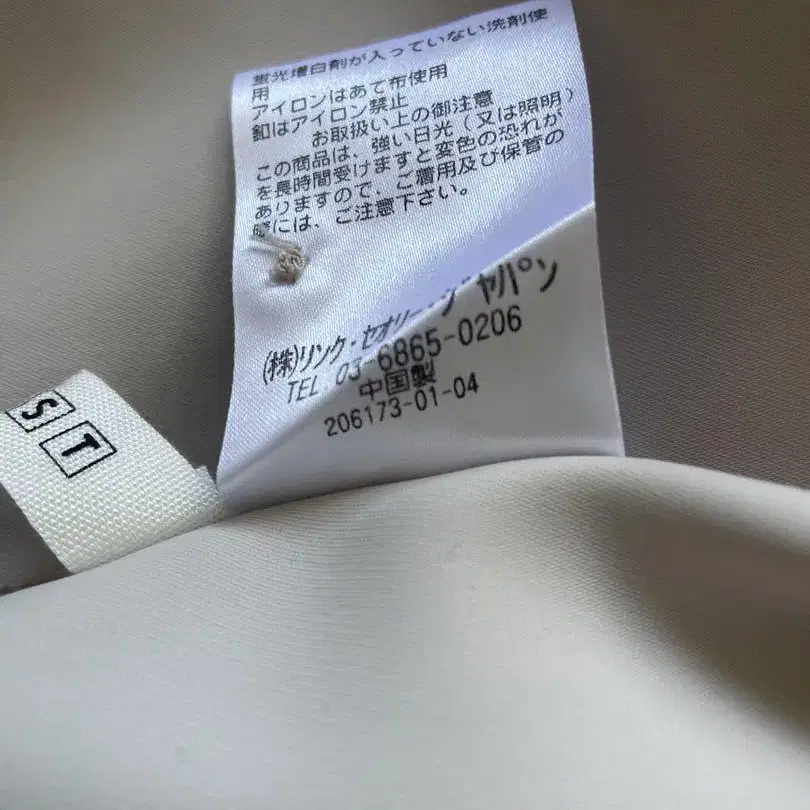 蛍光増白剤が入っていない洗剤使
用
アイロンはあて布使用
釦はアイロン禁止
お取扱い上の御注意
この商品は、強い日光(又は照明)
を長時間受けますと変色の恐れが
ありますので、ご着用及び保管の
際には、ご注意下さい。
(株)リンク・セオリー・ジャパン
TEL 03-6865-0206
中国製
206173-01-04
S
T